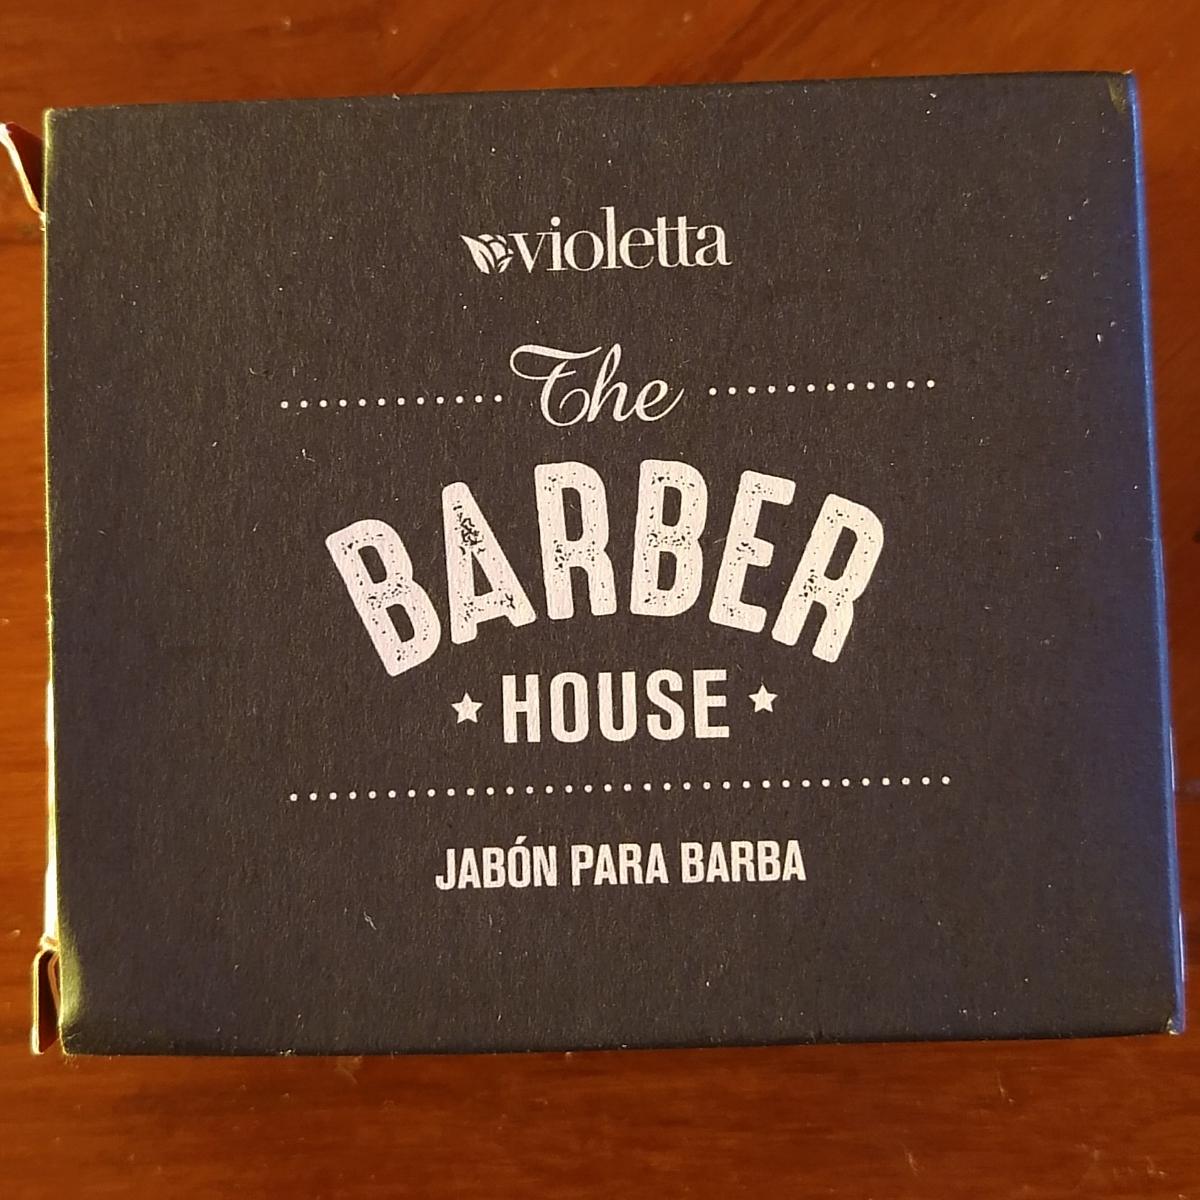 violetta
The
BARBER
HOUSE
JABÓN PARA BARBA